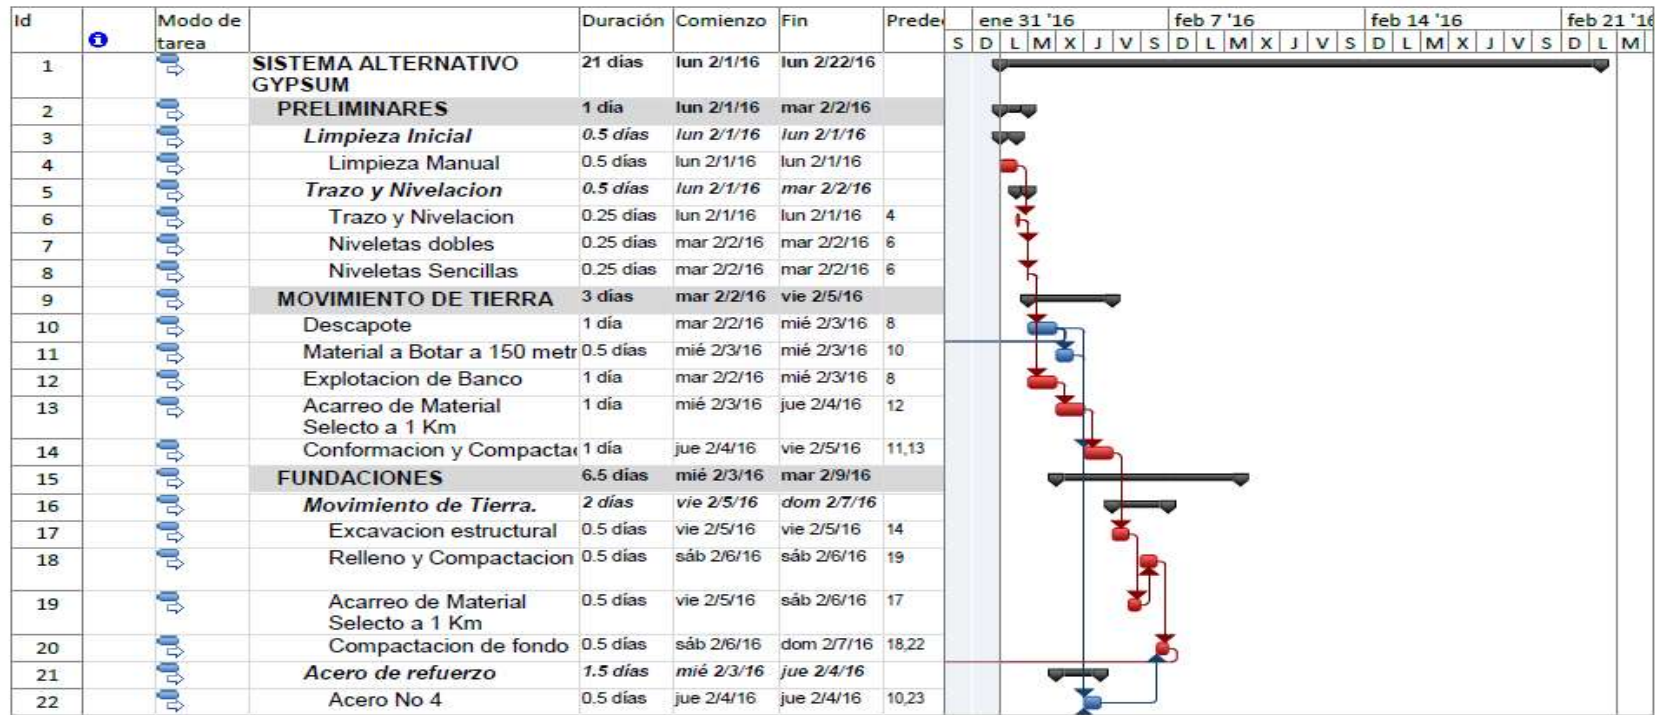 Id Modo de tarea Duración Comienzo Fin Prede ene 31 '16 feb 7 '16 feb 14 '16 feb 21 '16
S D L M X J V S D L M X J V S D L M X J V S D L M
1 SISTEMA ALTERNATIVO GYPSUM 21 días lun 2/1/16 lun 2/22/16
2 PRELIMINARES 1 día lun 2/1/16 mar 2/2/16
3 Limpieza Inicial 0.5 días lun 2/1/16 lun 2/1/16
4 Limpieza Manual 0.5 días lun 2/1/16 lun 2/1/16
5 Trazo y Nivelacion 0.5 días lun 2/1/16 mar 2/2/16
6 Trazo y Nivelacion 0.25 días lun 2/1/16 lun 2/1/16 4
7 Niveletas dobles 0.25 días mar 2/2/16 mar 2/2/16 6
8 Niveletas Sencillas 0.25 días mar 2/2/16 mar 2/2/16 6
9 MOVIMIENTO DE TIERRA 3 días mar 2/2/16 vie 2/5/16
10 Descapote 1 día mar 2/2/16 mié 2/3/16 8
11 Material a Botar a 150 metr 0.5 días mié 2/3/16 mié 2/3/16 10
12 Explotacion de Banco 1 día mar 2/2/16 mié 2/3/16 8
13 Acarreo de Material Selecto a 1 Km 1 día mié 2/3/16 jue 2/4/16 12
14 Conformacion y Compacta 1 día jue 2/4/16 vie 2/5/16 11,13
15 FUNDACIONES 6.5 días mié 2/3/16 mar 2/9/16
16 Movimiento de Tierra. 2 días vie 2/5/16 dom 2/7/16
17 Excavacion estructural 0.5 días vie 2/5/16 vie 2/5/16 14
18 Relleno y Compactacion 0.5 días sáb 2/6/16 sáb 2/6/16 19
19 Acarreo de Material Selecto a 1 Km 0.5 días vie 2/5/16 sáb 2/6/16 17
20 Compactacion de fondo 0.5 días sáb 2/6/16 dom 2/7/16 18,22
21 Acero de refuerzo 1.5 días mié 2/3/16 jue 2/4/16
22 Acero No 4 0.5 días jue 2/4/16 jue 2/4/16 10,23